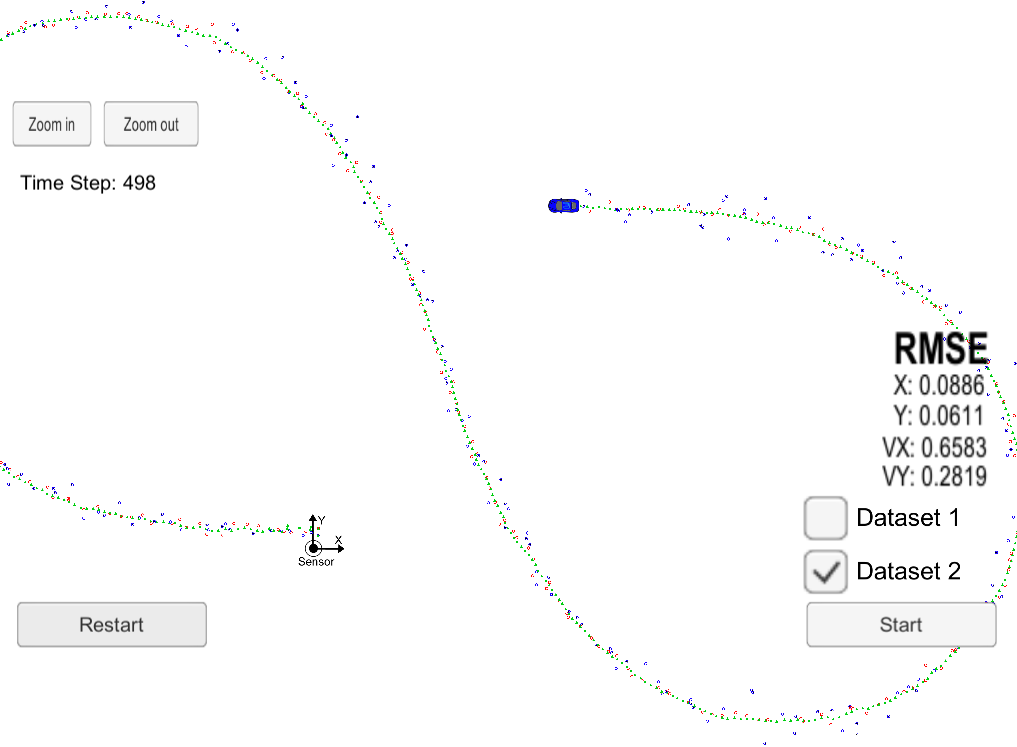 Zoom in
Zoom out
Time Step: 498
RMSE
X: 0.0886
Y: 0.0611
VX: 0.6583
VY: 0.2819
Y
X
Sensor
Dataset 1
Dataset 2
Restart
Start